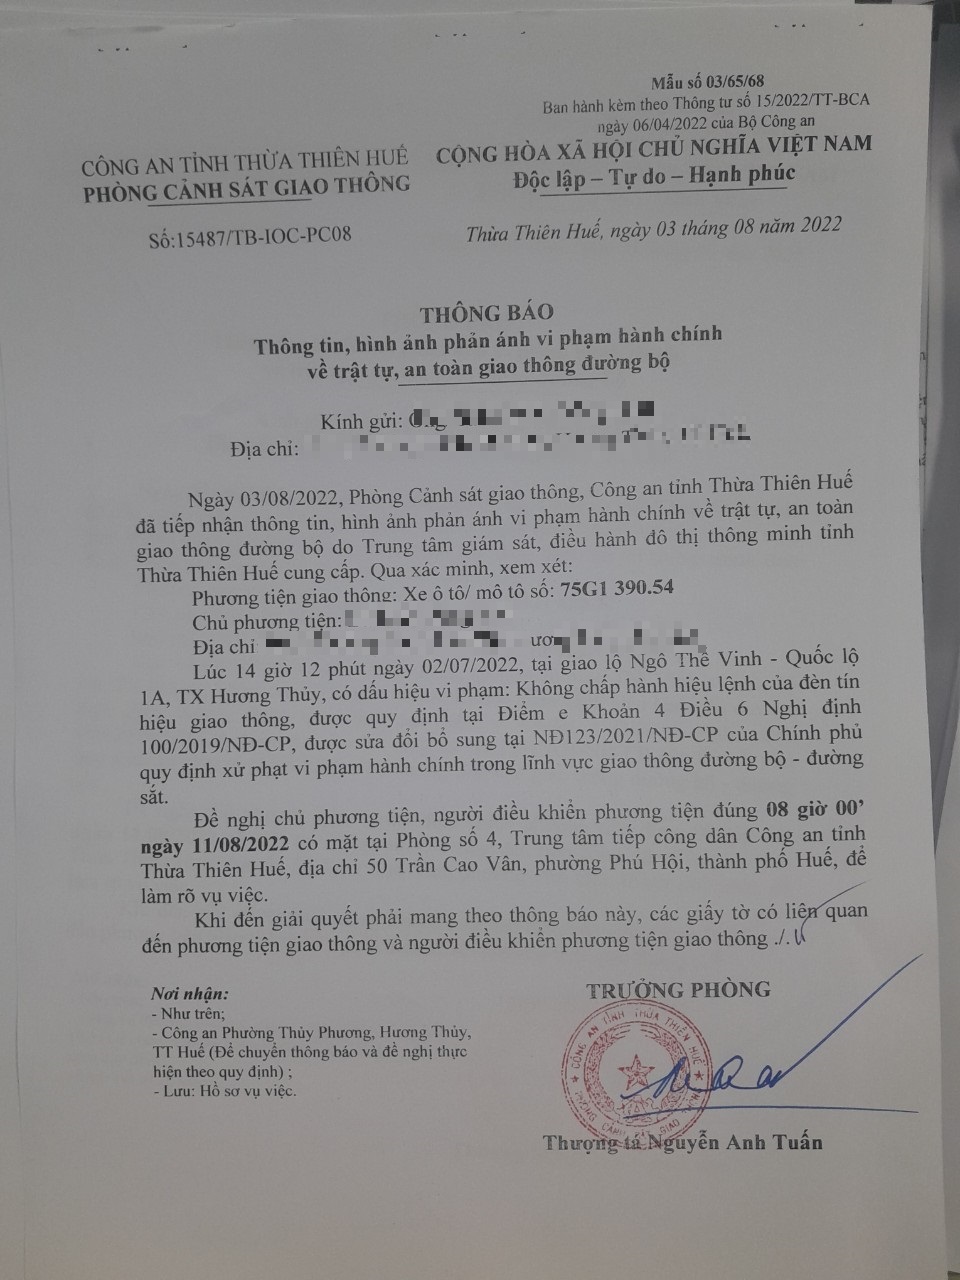 Mẫu số 03/65/68
Ban hành kèm theo Thông tư số 15/2022/TT-BCA
ngày 06/04/2022 của Bộ Công an
CÔNG AN TỈNH THỪA THIÊN HUẾ
PHÒNG CẢNH SÁT GIAO THÔNG
CỘNG HÒA XÃ HỘI CHỦ NGHĨA VIỆT NAM
Độc lập – Tự do – Hạnh phúc
Số:15487/TB-IOC-PC08
Thừa Thiên Huế, ngày 03 tháng 08 năm 2022
THÔNG BÁO
Thông tin, hình ảnh phản ánh vi phạm hành chính
về trật tự, an toàn giao thông đường bộ
Kính gửi:
Địa chỉ:
Ngày 03/08/2022, Phòng Cảnh sát giao thông, Công an tỉnh Thừa Thiên Huế
đã tiếp nhận thông tin, hình ảnh phản ánh vi phạm hành chính về trật tự, an toàn
giao thông đường bộ do Trung tâm giám sát, điều hành đô thị thông minh tỉnh
Thừa Thiên Huế cung cấp. Qua xác minh, xem xét:
Phương tiện giao thông: Xe ô tô/ mô tô số: 75G1 390.54
Chủ phương tiện:
Địa chỉ
Lúc 14 giờ 12 phút ngày 02/07/2022, tại giao lộ Ngô Thế Vinh - Quốc lộ
1A, TX Hương Thủy, có dấu hiệu vi phạm: Không chấp hành hiệu lệnh của đèn tín
hiệu giao thông, được quy định tại Điểm e Khoản 4 Điều 6 Nghị định
100/2019/NĐ-CP, được sửa đổi bổ sung tại NĐ123/2021/NĐ-CP của Chính phủ
quy định xử phạt vi phạm hành chính trong lĩnh vực giao thông đường bộ - đường
sắt.
Đề nghị chủ phương tiện, người điều khiển phương tiện đúng 08 giờ 00’
ngày 11/08/2022 có mặt tại Phòng số 4, Trung tâm tiếp công dân Công an tỉnh
Thừa Thiên Huế, địa chỉ 50 Trần Cao Vân, phường Phú Hội, thành phố Huế, để
làm rõ vụ việc.
Khi đến giải quyết phải mang theo thông báo này, các giấy tờ có liên quan
đến phương tiện giao thông và người điều khiển phương tiện giao thông ./.
Nơi nhận:
- Như trên;
- Công an Phường Thủy Phương, Hương Thủy,
TT Huế (Để chuyển thông báo và đề nghị thực
hiện theo quy định) ;
- Lưu: Hồ sơ vụ việc.
TRƯỞNG PHÒNG
CÔNG AN TỈNH THỪA THIÊN HUẾ
PHÒNG CẢNH SÁT GIAO THÔNG
Thượng tá Nguyễn Anh Tuấn